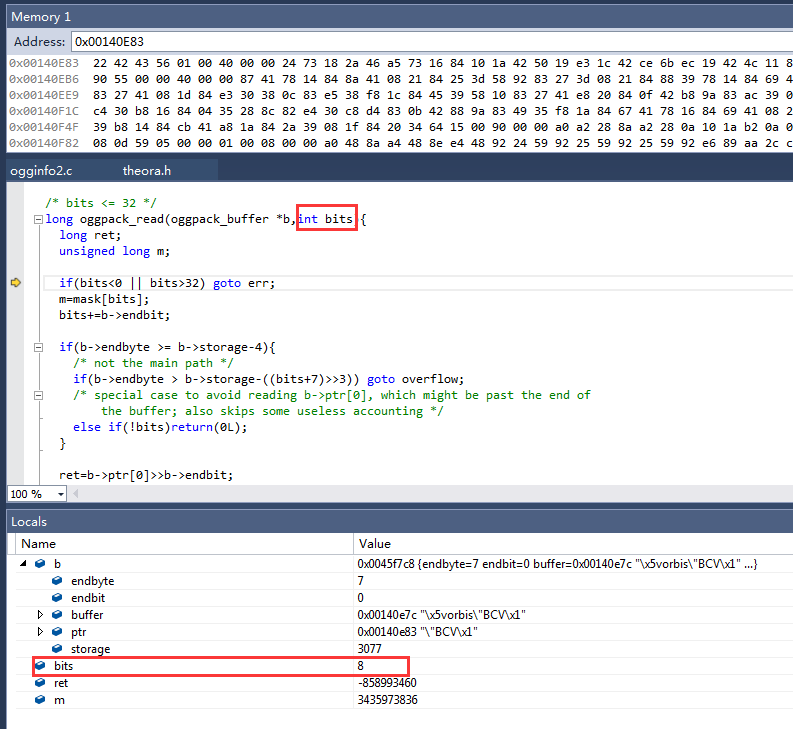 Memory 1
Address: 0x00140E83
0x00140E83 22 42 43 56 01 00 40 00 00 24 73 18 2a 46 a5 73 16 84 10 1a 42 50 19 e3 1c 42 ce 6b ec 19 42 4c 11 8
0x00140EB6 90 55 00 00 40 00 00 87 41 78 14 84 8a 41 08 21 84 25 3d 58 92 83 27 3d 08 21 84 88 39 78 14 84 69 4
0x00140EE9 83 27 41 08 1d 84 e3 30 38 0c 83 e5 38 f9 1c 84 45 39 58 10 83 27 41 e8 20 84 0f 42 b8 9a 83 ac 39 0
0x00140F1C c4 30 b8 16 84 04 35 28 8c 82 e4 30 c8 d4 83 0b 42 88 9a 83 49 35 f8 1a 84 67 41 78 16 84 69 41 08 2
0x00140F4F 39 b8 14 84 cb 41 a8 1a 84 2a 39 08 1f 84 20 34 64 15 00 90 00 00 a0 a2 28 8a a2 28 0a 10 1a b2 0a 0
0x00140F82 08 0d 59 05 00 00 01 00 08 00 00 a0 48 8a a4 48 8e e4 48 92 24 59 92 25 59 92 25 59 92 e6 89 aa 2c c
ogginfo2.c theora.h
/* bits <= 32 */
long oggpack_read(oggpack_buffer *b,int bits){
long ret;
unsigned long m;
if(bits<0 || bits>32) goto err;
m=mask[bits];
bits+=b->endbit;
if(b->endbyte >= b->storage-4){
/* not the main path */
if(b->endbyte > b->storage-((bits+7)>>3)) goto overflow;
/* special case to avoid reading b->ptr[0], which might be past the end of
the buffer; also skips some useless accounting */
else if(!bits)return(0L);
}
ret=b->ptr[0]>>b->endbit;
100 %
Locals
Name Value
b 0x0045f7c8 {endbyte=7 endbit=0 buffer=0x00140e7c "\x5vorbis\"BCV\x1" ...}
endbyte 7
endbit 0
buffer 0x00140e7c "\x5vorbis\"BCV\x1"
ptr 0x00140e83 "\"BCV\x1"
storage 3077
bits 8
ret -858993460
m 3435973836